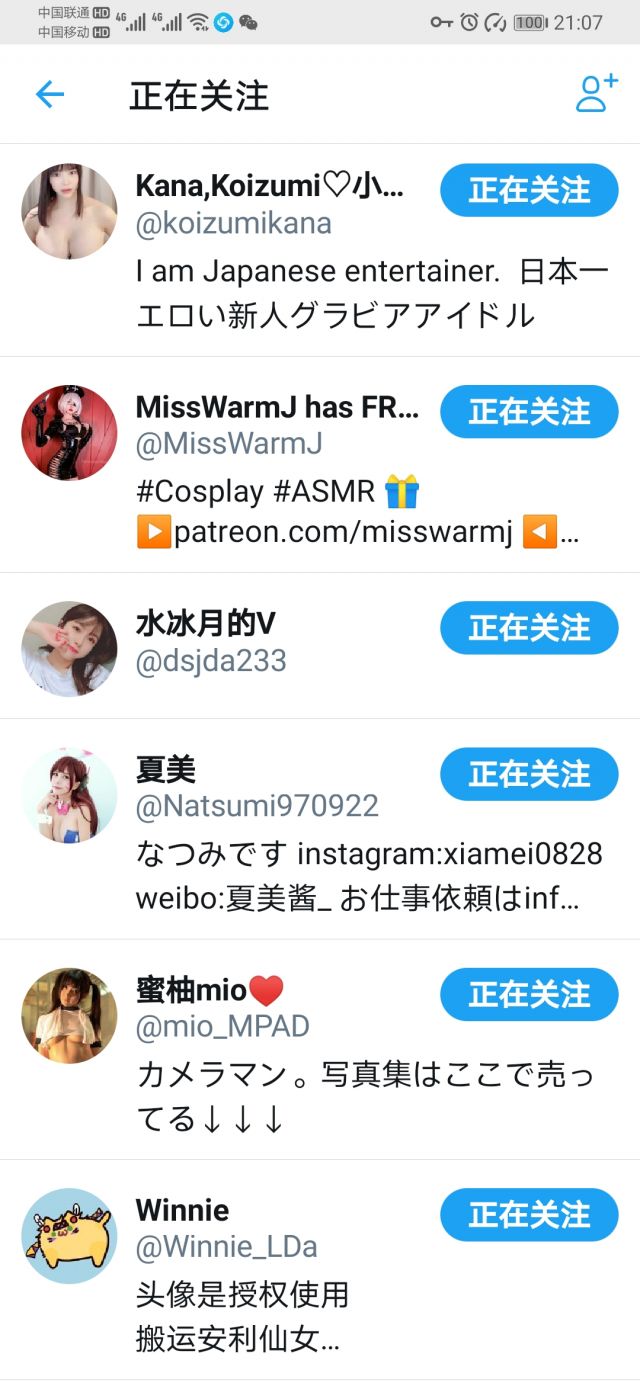 中国联通 HD 4G 4G 100 21:07
中国移动 HD
正在关注
Kana,Koizumi♡小... 正在关注
@koizumikana
I am Japanese entertainer. 日本一
エロい新人グラビアアイドル
MissWarmJ has FR... 正在关注
@MissWarmJ
#Cosplay #ASMR 🎁
▶️patreon.com/misswarmj ◀️...
水冰月的V 正在关注
@dsjda233
夏美 正在关注
@Natsumi970922
なつみです instagram:xiamei0828
weibo:夏美酱_ お仕事依頼はinf...
蜜柚mio❤️ 正在关注
@mio_MPAD
カメラマン。写真集はここで売っ
てる↓↓↓
Winnie 正在关注
@Winnie_LDa
头像是授权使用
搬运安利仙女...